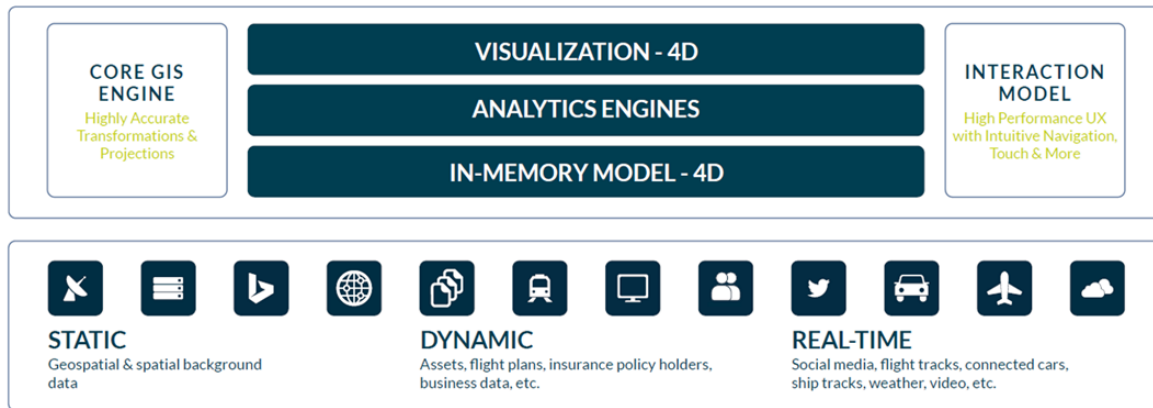 CORE GIS
ENGINE
Highly Accurate
Transformations &
Projections
VISUALIZATION - 4D
ANALYTICS ENGINES
IN-MEMORY MODEL - 4D
INTERACTION
MODEL
High Performance UX
with Intuitive Navigation,
Touch & More
STATIC
Geospatial & spatial background
data
DYNAMIC
Assets, flight plans, insurance policy holders,
business data, etc.
REAL-TIME
Social media, flight tracks, connected cars,
ship tracks, weather, video, etc.